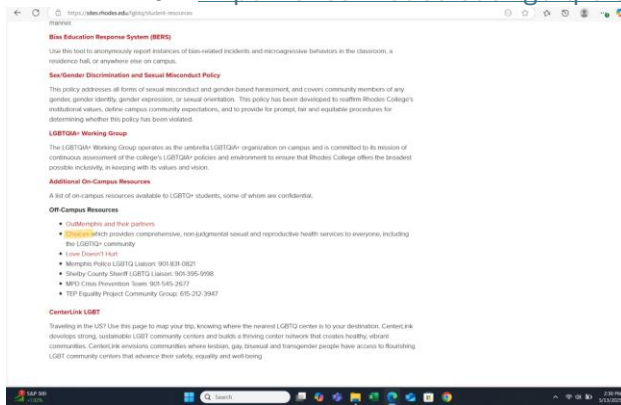 https://sites.rhodes.edu/lgbtq/student-resources
manner.
Bias Education Response System (BERS)
Use this tool to anonymously report instances of bias-related incidents and microaggressive behaviors in the classroom, a
residence hall, or anywhere else on campus.
Sex/Gender Discrimination and Sexual Misconduct Policy
This policy addresses all forms of sexual misconduct and gender-based harassment, and covers community members of any
gender, gender identity, gender expression, or sexual orientation. This policy has been developed to reaffirm Rhodes College's
institutional values, define campus community expectations, and to provide for prompt, fair and equitable procedures for
determining whether this policy has been violated.
LGBTQIA+ Working Group
The LGBTQIA+ Working Group operates as the umbrella LGBTQIA+ organization on campus and is committed to its mission of
continuous assessment of the college's LGBTQIA+ policies and environment to ensure that Rhodes College offers the broadest
possible inclusivity, in keeping with its values and vision.
Additional On-Campus Resources
A list of on-campus resources available to LGBTQ+ students, some of whom are confidential.
Off-Campus Resources
OutMemphis and their partners
Choices which provides comprehensive, non-judgmental sexual and reproductive health services to everyone, including
the LGBTIQ+ community
Love Doesn't Hurt
Memphis Police LGBTQ Liaison: 901-831-0821
Shelby County Sheriff LGBTQ Liaison: 901-395-9198
MPD Crisis Prevention Team: 901-545-2677
TEP Equality Project Community Group: 615-212-3947
CenterLink LGBT
Traveling in the US? Use this page to map your trip, knowing where the nearest LGBTQ center is to your destination. CenterLink
develops strong, sustainable LGBT community centers and builds a thriving center network that creates healthy, vibrant
communities. CenterLink envisions communities where lesbian, gay, bisexual and transgender people have access to flourishing
LGBT community centers that advance their safety, equality and well-being
S&P 500
Search
2:30 PM